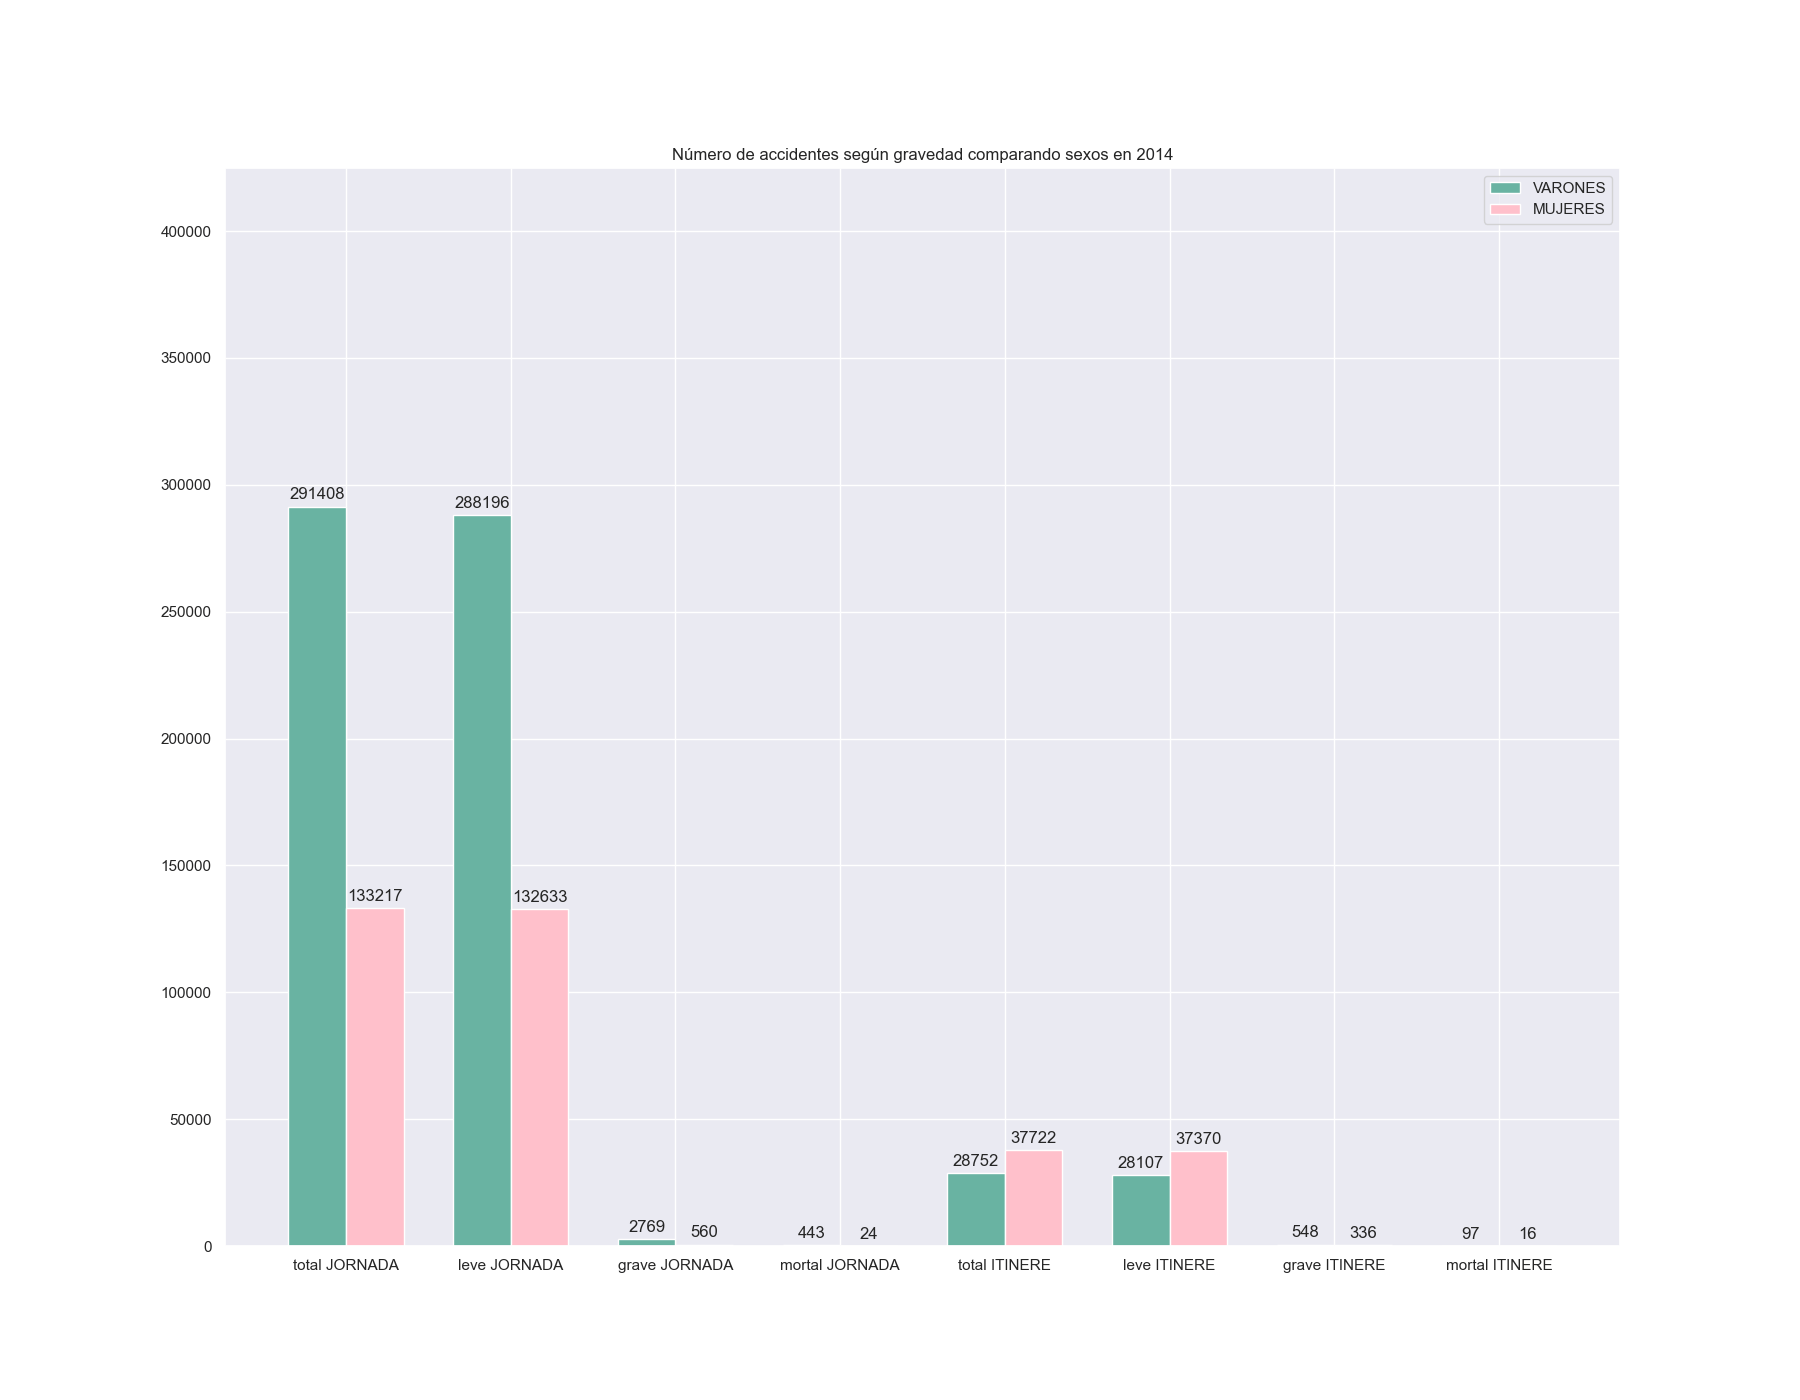 Número de accidentes según gravedad comparando sexos en 2014
VARONES
MUJERES
400000
350000
300000
250000
200000
150000
100000
50000
0
291408
133217
288196
132633
2769
560
443
24
28752
37722
28107
37370
548
336
97
16
total JORNADA
leve JORNADA
grave JORNADA
mortal JORNADA
total ITINERE
leve ITINERE
grave ITINERE
mortal ITINERE